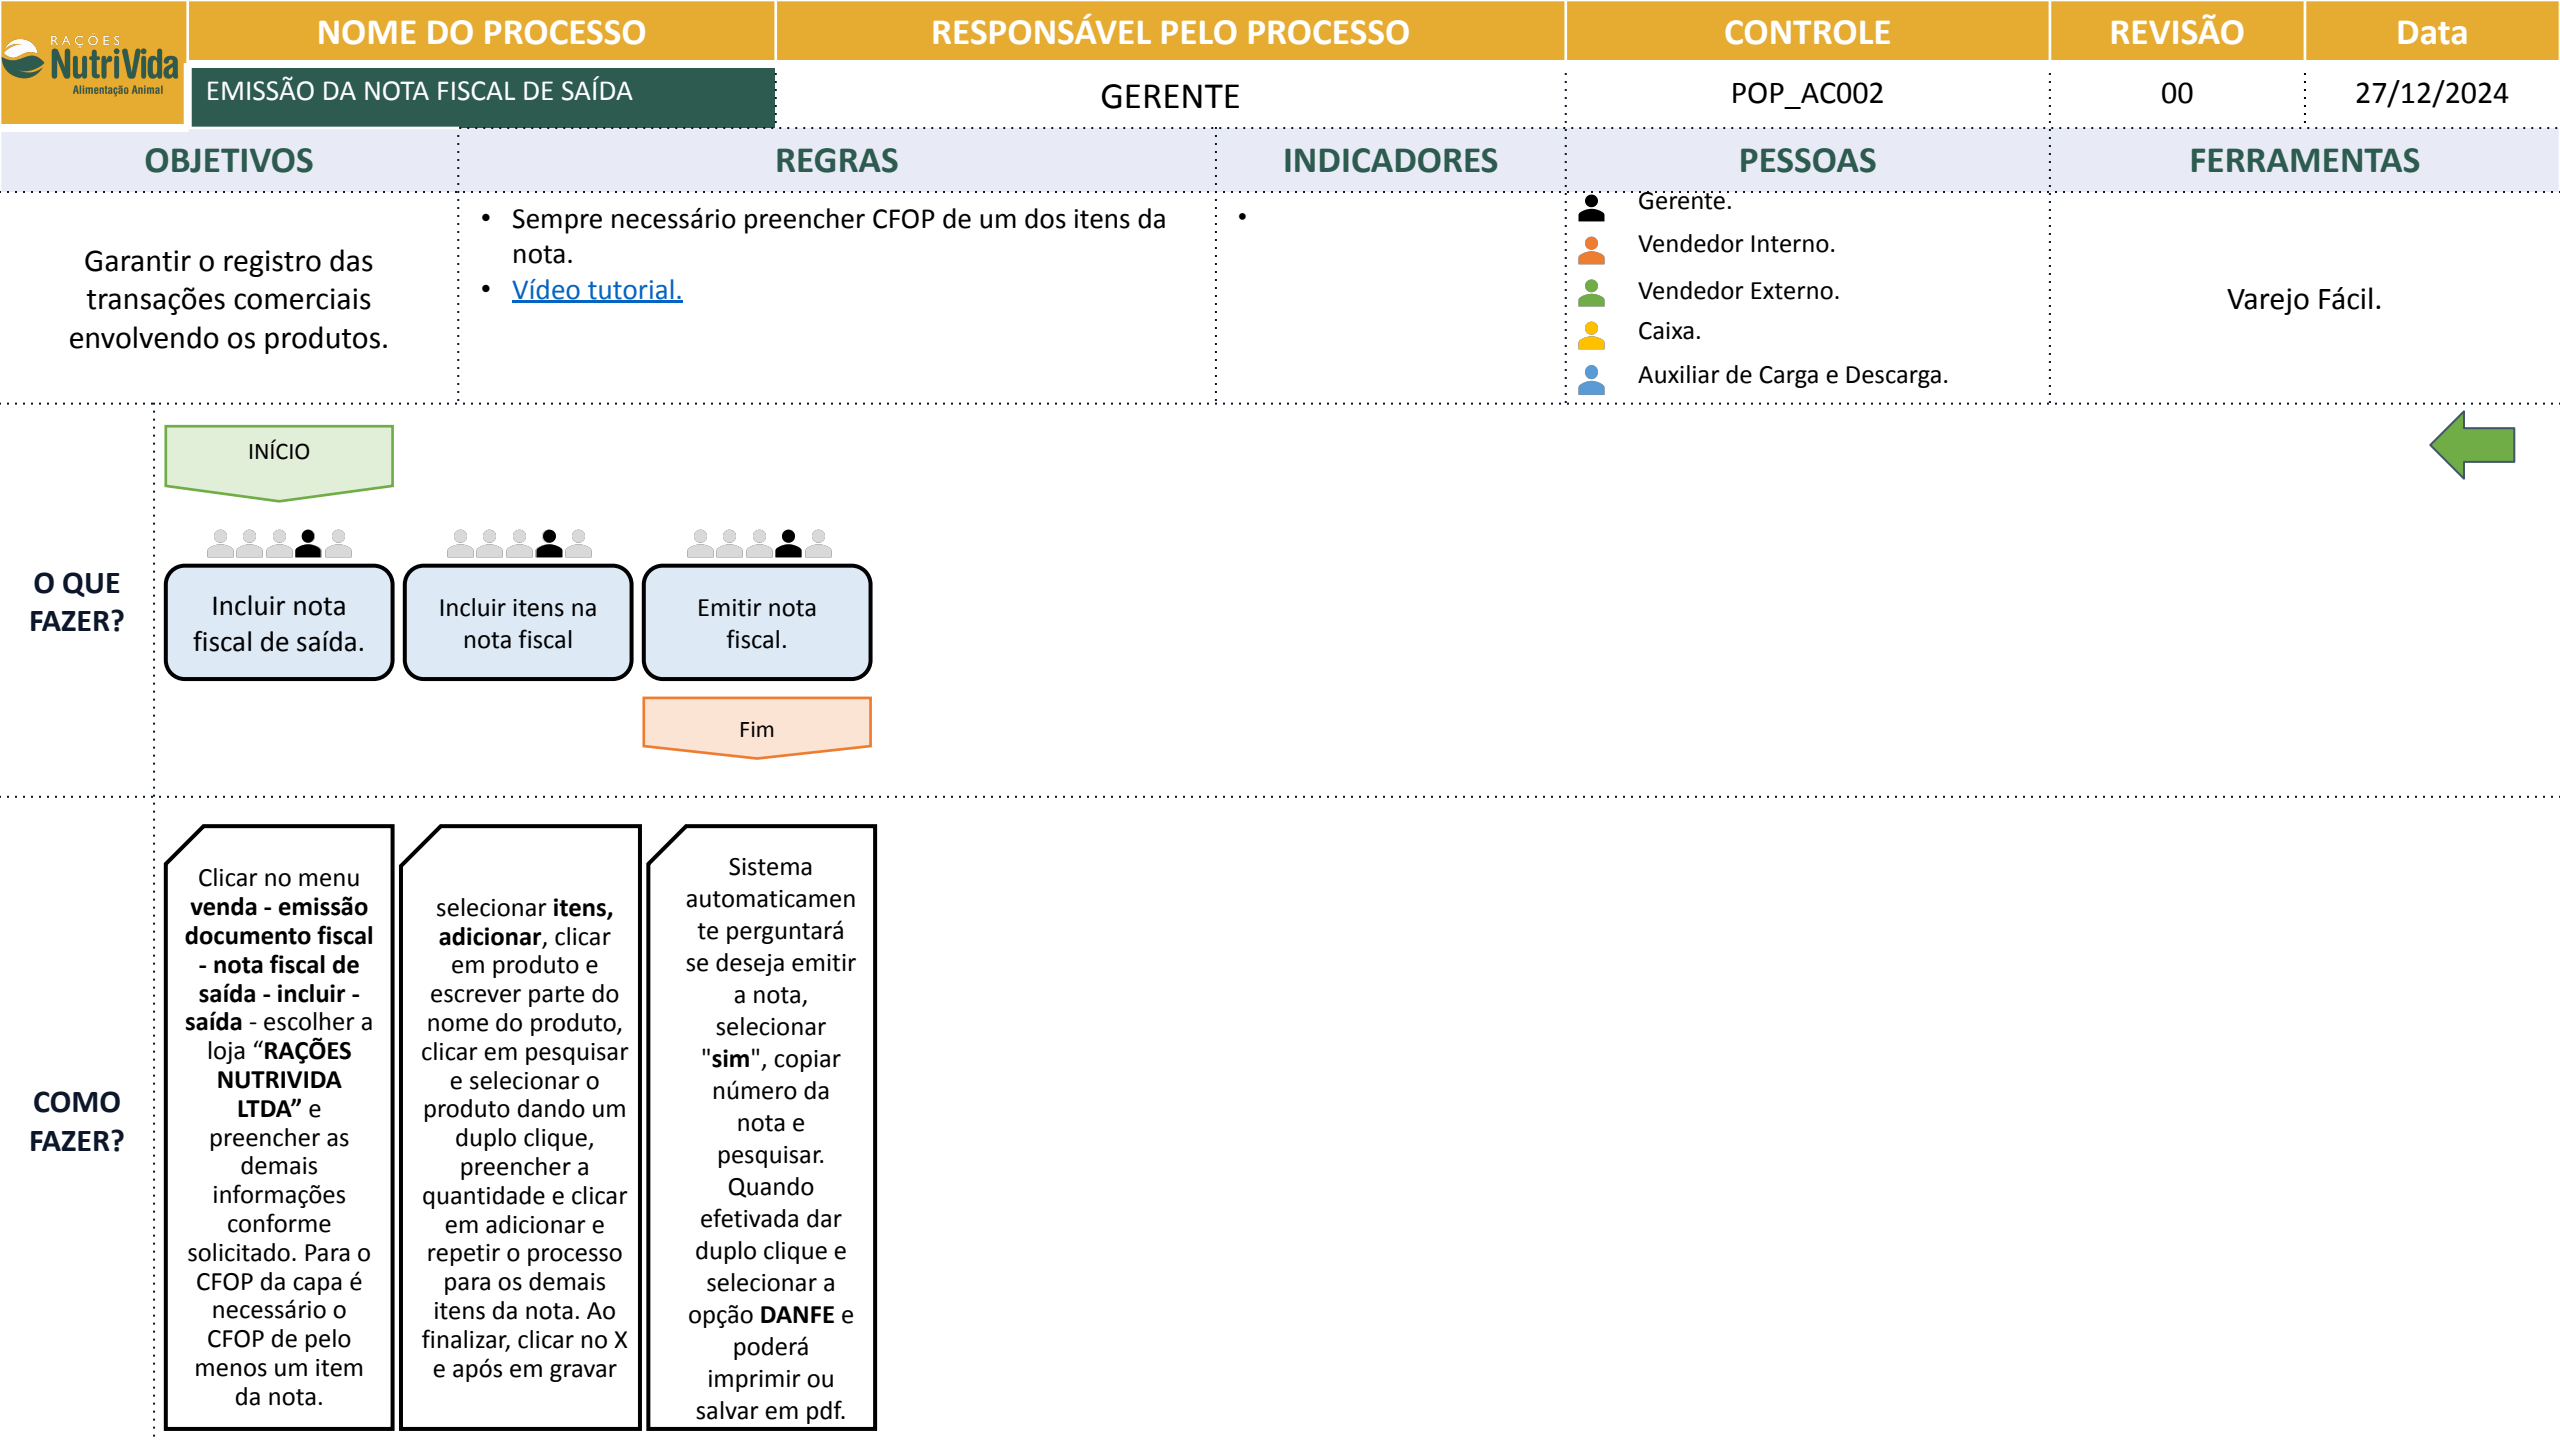 RAÇÕES
NutriVida
Alimentação Animal
NOME DO PROCESSO
RESPONSÁVEL PELO PROCESSO
CONTROLE
REVISÃO
Data
EMISSÃO DA NOTA FISCAL DE SAÍDA
GERENTE
POP_AC002
00
27/12/2024
OBJETIVOS
REGRAS
INDICADORES
PESSOAS
FERRAMENTAS
Garantir o registro das
transações comerciais
envolvendo os produtos.
• Sempre necessário preencher CFOP de um dos itens da
nota.
• Vídeo tutorial.
•
Gerente.
Vendedor Interno.
Vendedor Externo.
Caixa.
Auxiliar de Carga e Descarga.
Varejo Fácil.
O QUE
FAZER?
INÍCIO
Incluir nota
fiscal de saída.
Incluir itens na
nota fiscal
Emitir nota
fiscal.
Fim
COMO
FAZER?
Clicar no menu
venda - emissão
documento fiscal
- nota fiscal de
saída - incluir -
saída - escolher a
loja “RAÇÕES
NUTRIVIDA
LTDA” e
preencher as
demais
informações
conforme
solicitado. Para o
CFOP da capa é
necessário o
CFOP de pelo
menos um item
da nota.
selecionar itens,
adicionar, clicar
em produto e
escrever parte do
nome do produto,
clicar em pesquisar
e selecionar o
produto dando um
duplo clique,
preencher a
quantidade e clicar
em adicionar e
repetir o processo
para os demais
itens da nota. Ao
finalizar, clicar no X
e após em gravar
Sistema
automaticamen
te perguntará
se deseja emitir
a nota,
selecionar
"sim", copiar
número da
nota e
pesquisar.
Quando
efetivada dar
duplo clique e
selecionar a
opção DANFE e
poderá
imprimir ou
salvar em pdf.